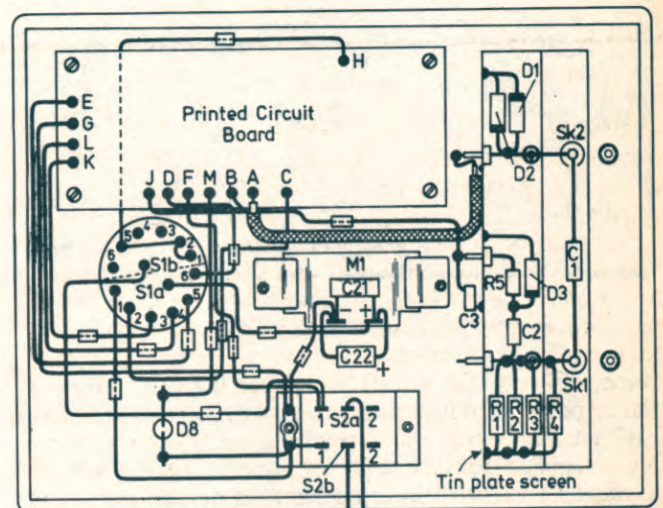 H
D1
E
G
L
K
Printed Circuit
Board
Sk2
D2
J D F M B A C
5 4 3 2 1
6 6
S1b
S1a
1 2 3 4 5
M1
C21
- +
C22
+
C3
R5
D3
C1
C2
Sk1
R1 R2 R3 R4
D8
1 S2a 2
1 2
S2b
Tin plate screen